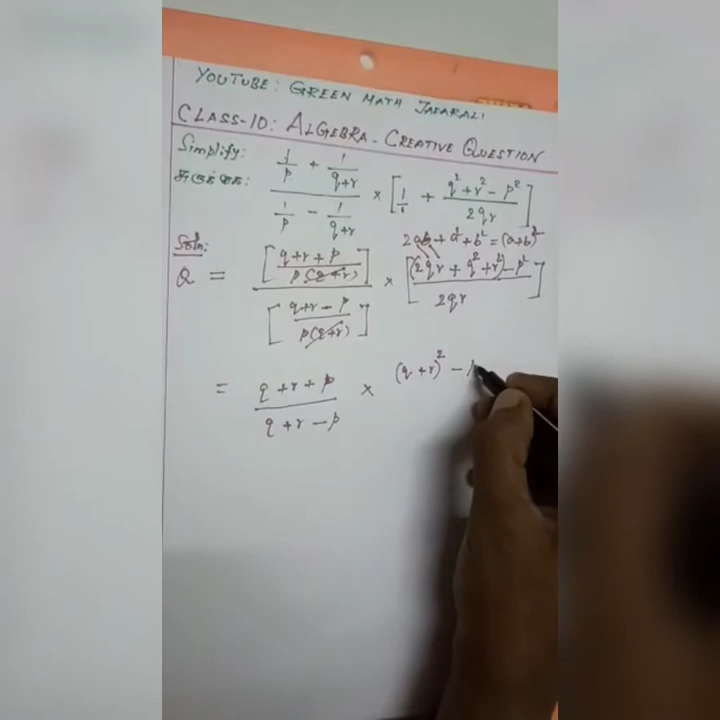 YOUTUBE: GREEN MATH JAFARALI
CLASS-10: ALGEBRA - CREATIVE QUESTION
Simplify: (1/p + 1/(q+r)) / (1/p - 1/(q+r)) × [1 + (q²+r²-p²)/2qr]
சுருக்குக:
2ab + a² + b² = (a+b)²
Soln:
Q = [(q+r+p)/p(q+r)] / [(q+r-p)/p(q+r)] × [((2qr + q²+r²) - p²)/2qr]
= (q+r+p)/(q+r-p) × (q+r)² -